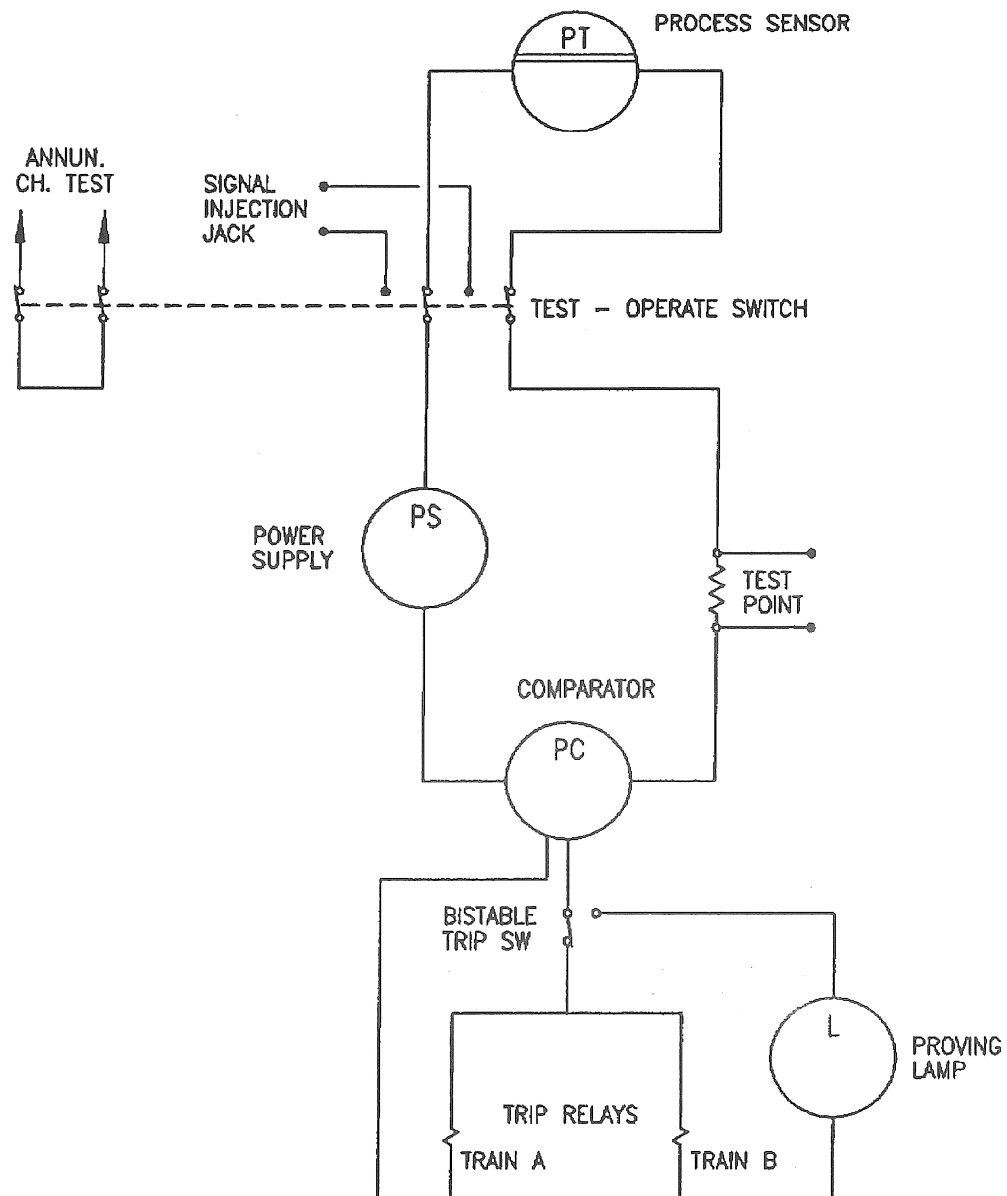 PROCESS SENSOR
PT
ANNUN.
CH. TEST
SIGNAL
INJECTION
JACK
TEST - OPERATE SWITCH
PS
POWER
SUPPLY
TEST
POINT
COMPARATOR
PC
BISTABLE
TRIP SW
L
PROVING
LAMP
TRIP RELAYS
TRAIN A
TRAIN B